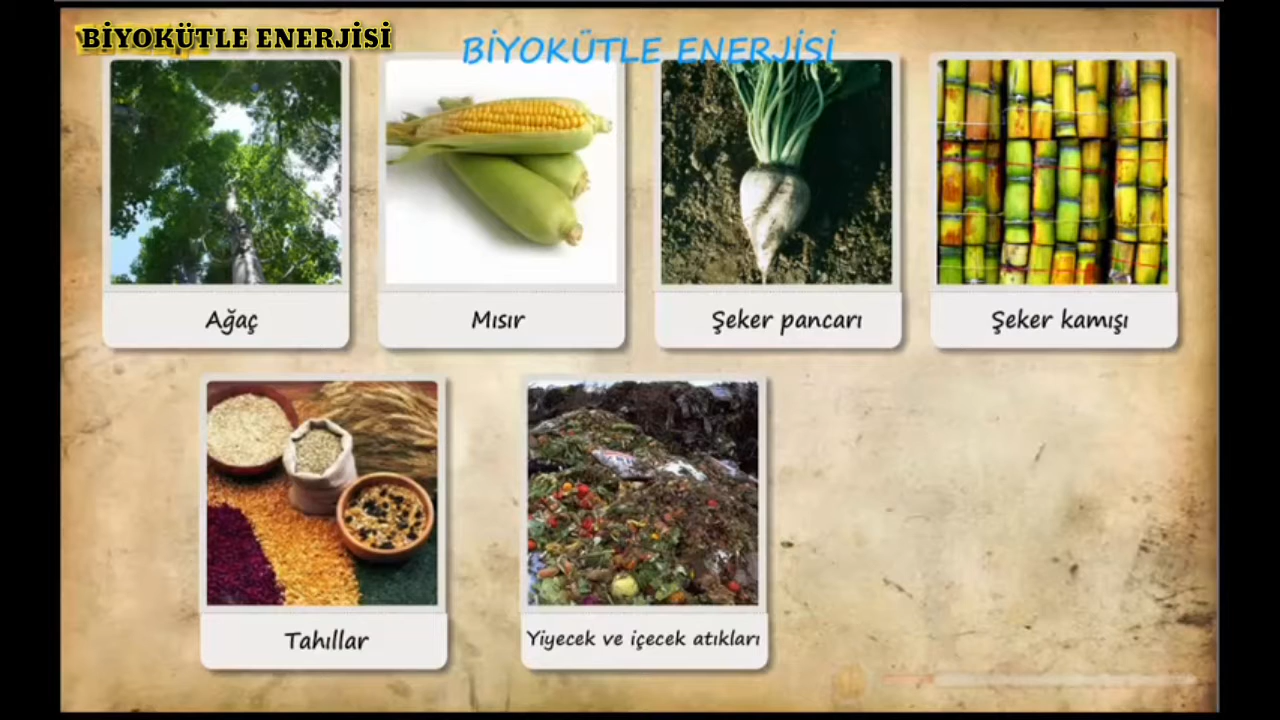 BİYOKÜTLE ENERJİSİ
BİYOKÜTLE ENERJİSİ
Ağaç
Mısır
Şeker pancarı
Şeker kamışı
Tahıllar
Yiyecek ve içecek atıkları